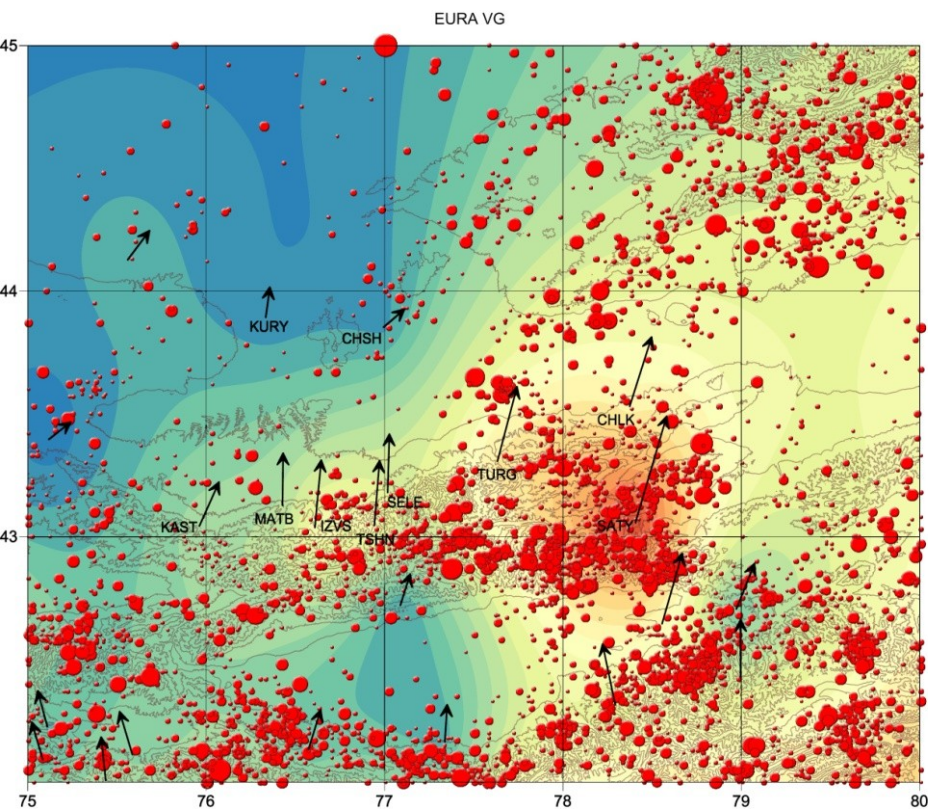 EURA VG
45
44
KURY
CHSH
CHLK
TURG
SELE
KAST
MATB
IZVS
SATY
TSHN
43
75
76
77
78
79
80